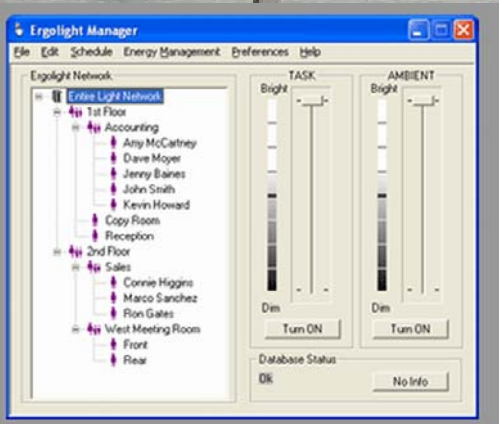 Ergolight Manager
File Edit Schedule Energy Management Preferences Help
Ergolight Network
Entire Light Network
1st Floor
Accounting
Amy McCartney
Dave Moyer
Jenny Baines
John Smith
Kevin Howard
Copy Room
Reception
2nd Floor
Sales
Connie Higgins
Marco Sanchez
Ron Gates
West Meeting Room
Front
Rear
TASK
Bright
Dim
Turn ON
AMBIENT
Bright
Dim
Turn ON
Database Status
Ok
No Info